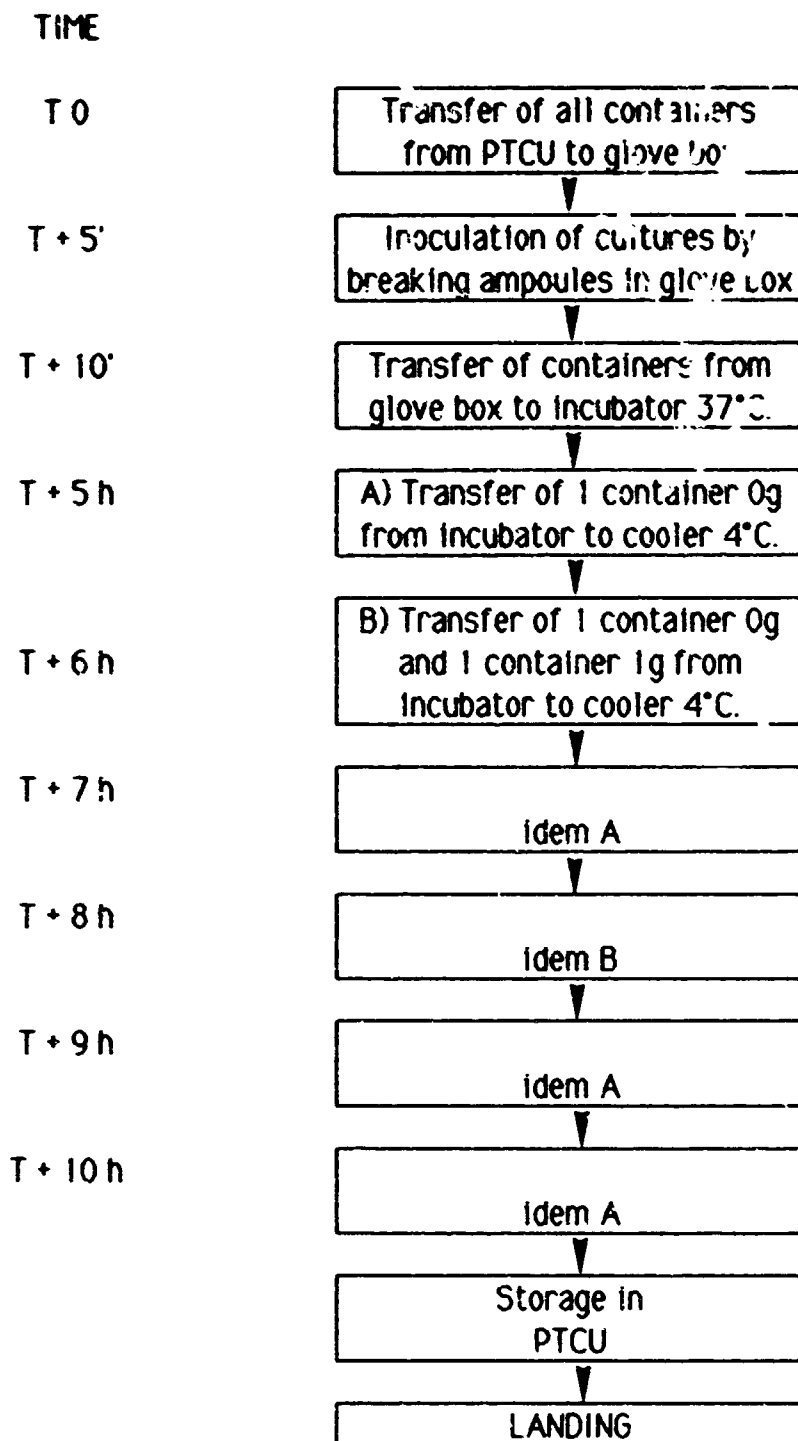 TIME
T 0
Transfer of all containers
from PTCU to glove box
T + 5'
Inoculation of cultures by
breaking ampoules in glove box
T + 10'
Transfer of containers from
glove box to incubator 37°C.
T + 5 h
A) Transfer of 1 container 0g
from incubator to cooler 4°C.
T + 6 h
B) Transfer of 1 container 0g
and 1 container 1g from
incubator to cooler 4°C.
T + 7 h
idem A
T + 8 h
idem B
T + 9 h
idem A
T + 10 h
idem A
Storage in
PTCU
LANDING